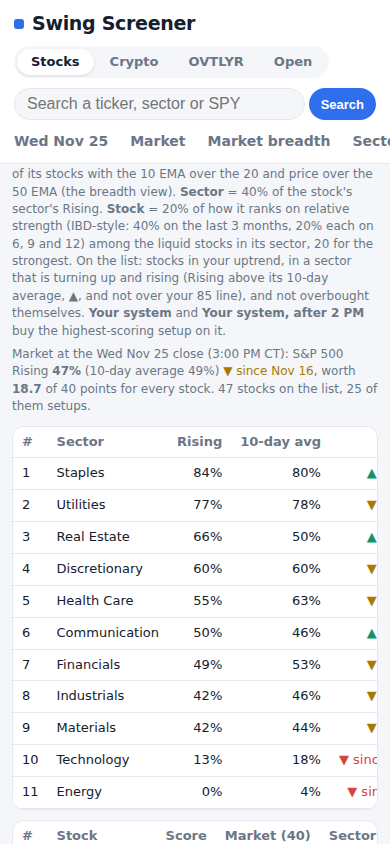 Swing Screener
Stocks Crypto OVTLYR Open
Search a ticker, sector or SPY Search
Wed Nov 25 Market Market breadth Secto
of its stocks with the 10 EMA over the 20 and price over the
50 EMA (the breadth view). Sector = 40% of the stock's
sector's Rising. Stock = 20% of how it ranks on relative
strength (IBD-style: 40% on the last 3 months, 20% each on
6, 9 and 12) among the liquid stocks in its sector, 20 for the
strongest. On the list: stocks in your uptrend, in a sector
that is turning up and rising (Rising above its 10-day
average, ▲, and not over your 85 line), and not overbought
themselves. Your system and Your system, after 2 PM
buy the highest-scoring setup on it.
Market at the Wed Nov 25 close (3:00 PM CT): S&P 500
Rising 47% (10-day average 49%) ▼ since Nov 16, worth
18.7 of 40 points for every stock. 47 stocks on the list, 25 of
them setups.
# Sector Rising 10-day avg
1 Staples 84% 80% ▲
2 Utilities 77% 78% ▼
3 Real Estate 66% 50% ▲
4 Discretionary 60% 60% ▼
5 Health Care 55% 63% ▼
6 Communication 50% 46% ▲
7 Financials 49% 53% ▼
8 Industrials 42% 46% ▼
9 Materials 42% 44% ▼
10 Technology 13% 18% ▼ sinc
11 Energy 0% 4% ▼ sin
# Stock Score Market (40) Sector